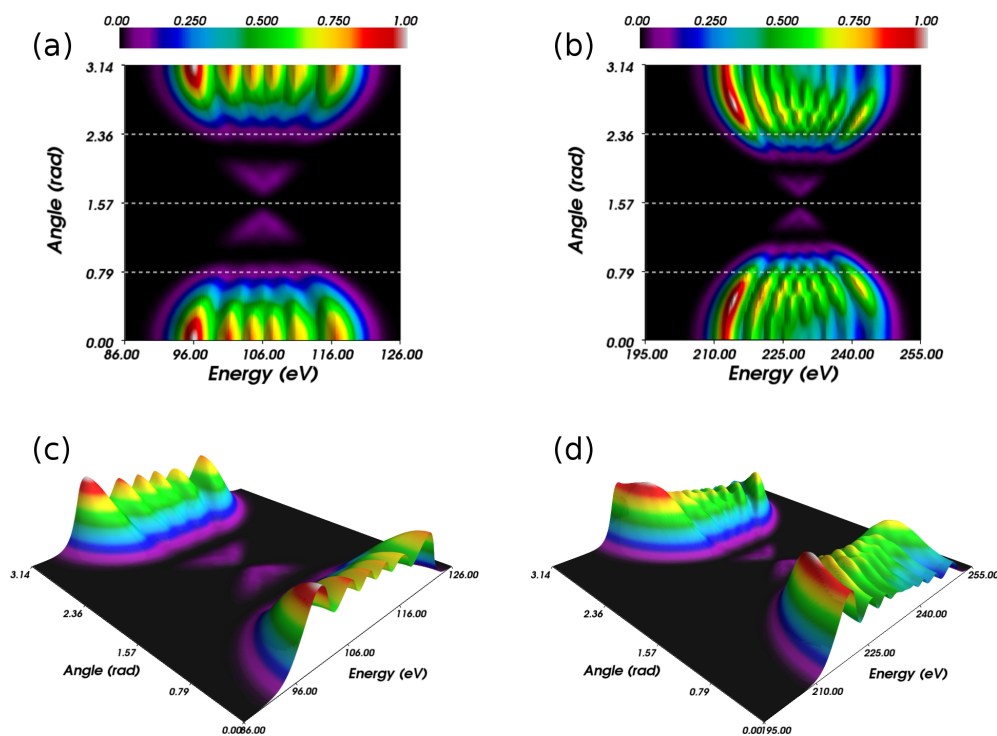 0.00 0.250 0.500 0.750 1.00
0.00 0.250 0.500 0.750 1.00
(a)
(b)
3.14
2.36
1.57
0.79
0.00
Angle (rad)
86.00 96.00 106.00 116.00 126.00
Energy (eV)
3.14
2.36
1.57
0.79
0.00
Angle (rad)
195.00 210.00 225.00 240.00 255.00
Energy (eV)
(c)
(d)
3.14
2.36
1.57
0.79
0.00
Angle (rad)
86.00
96.00
106.00
116.00
126.00
Energy (eV)
3.14
2.36
1.57
0.79
0.00
Angle (rad)
195.00
210.00
225.00
240.00
255.00
Energy (eV)